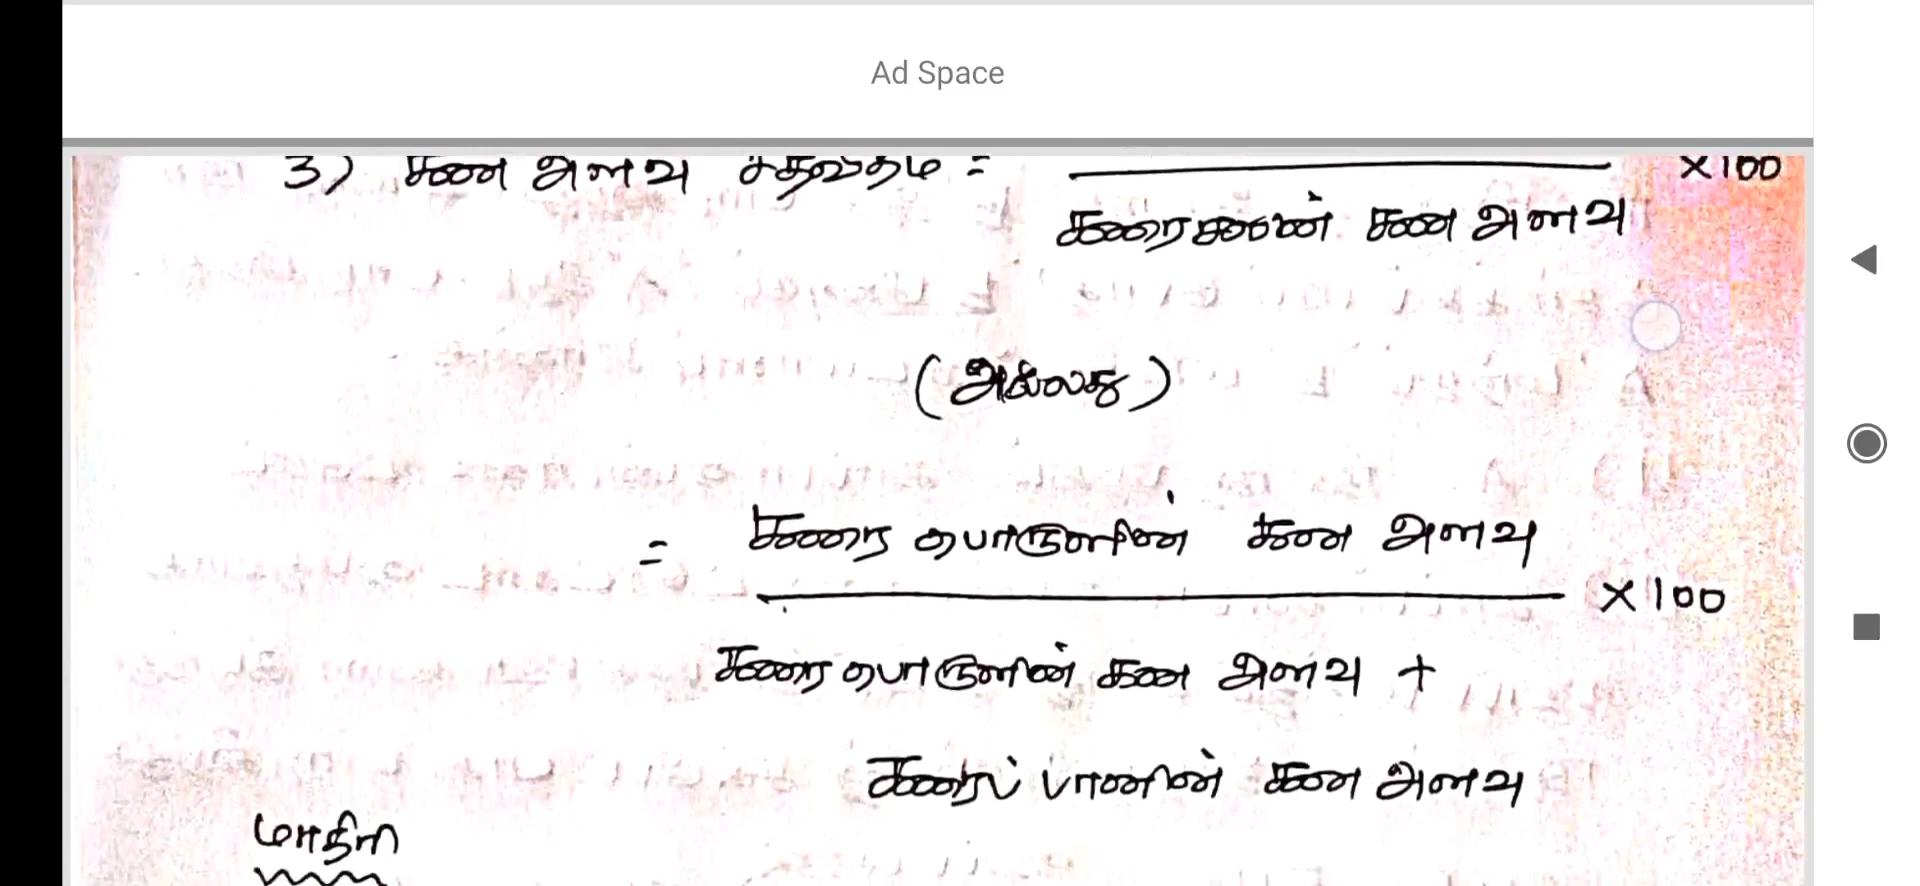 Ad Space
3) கன அளவு சதவீதம் = ×100
கரைசலின் கன அளவு
(அல்லது)
கரை பொருளின் கன அளவு
= ×100
கரை பொருளின் கன அளவு +
கரைப்பானின் கன அளவு
மாதிரி